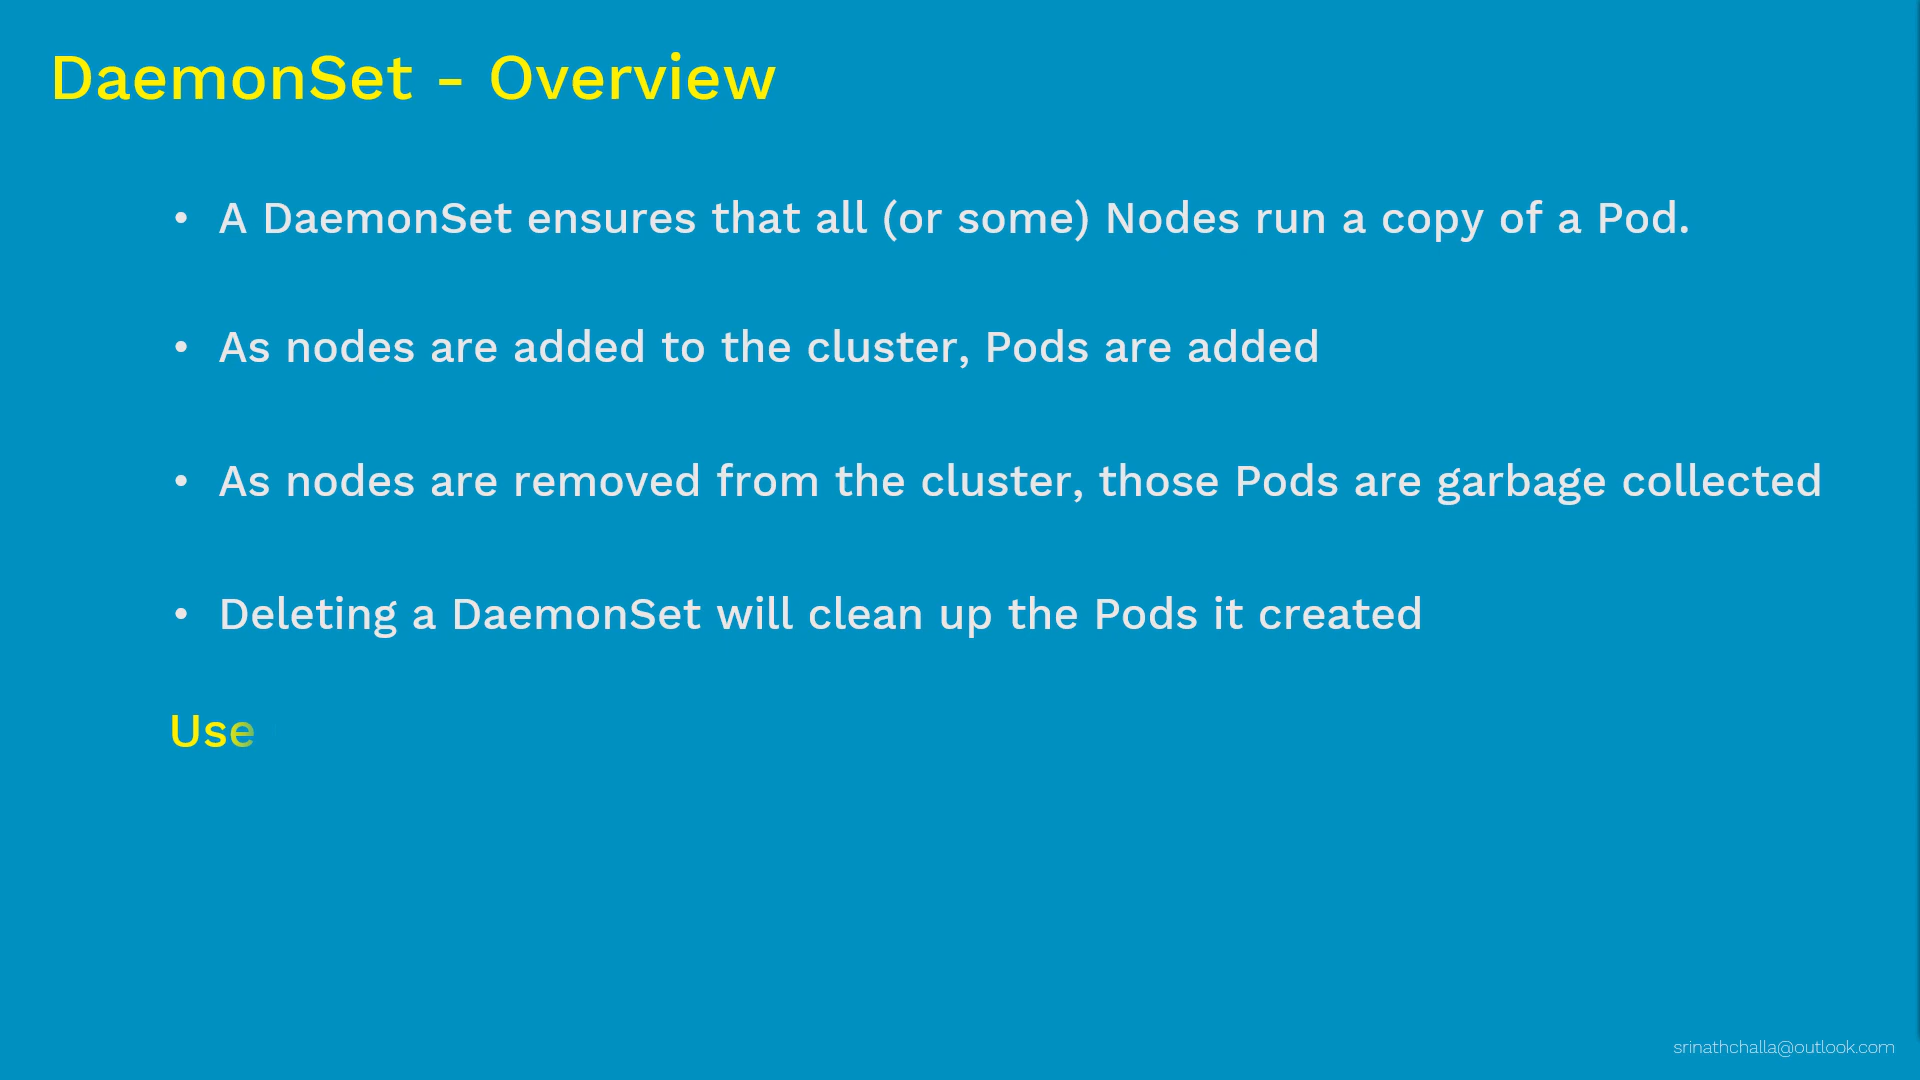 DaemonSet - Overview
• A DaemonSet ensures that all (or some) Nodes run a copy of a Pod.
• As nodes are added to the cluster, Pods are added
• As nodes are removed from the cluster, those Pods are garbage collected
• Deleting a DaemonSet will clean up the Pods it created
Use
srinathchalla@outlook.com